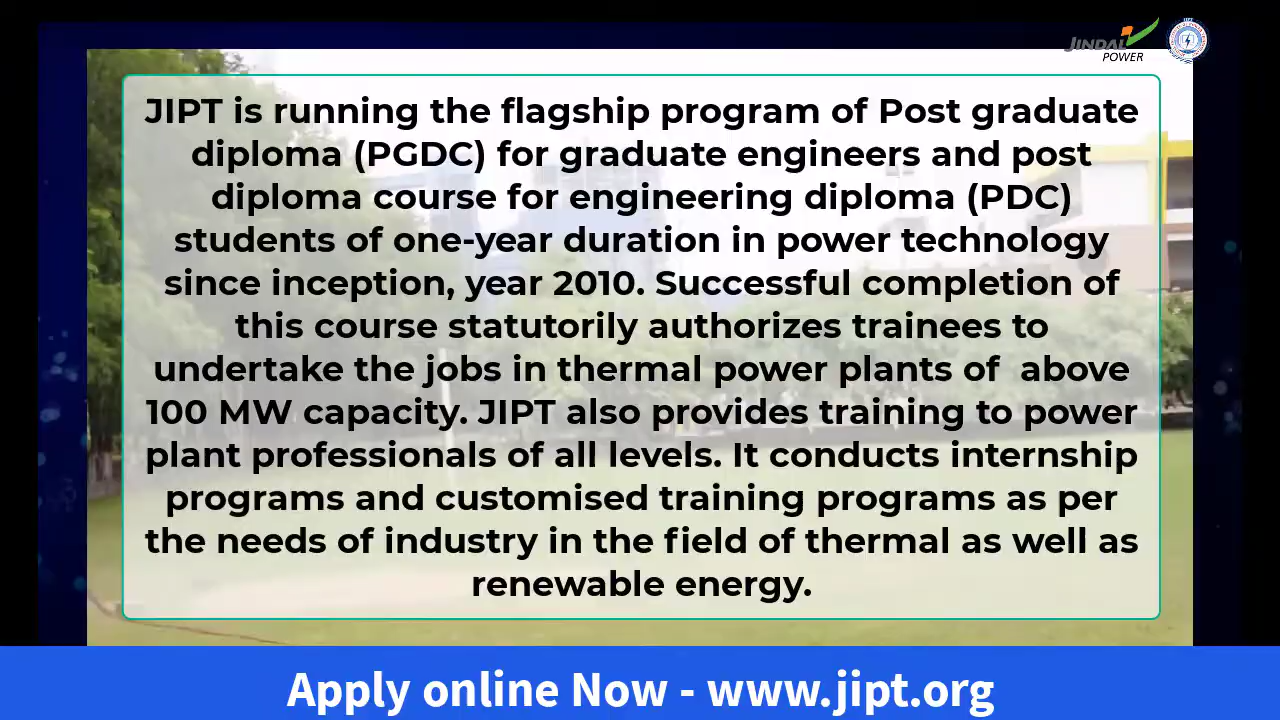 JINDAL
POWER
JIPT
JIPT is running the flagship program of Post graduate
diploma (PGDC) for graduate engineers and post
diploma course for engineering diploma (PDC)
students of one-year duration in power technology
since inception, year 2010. Successful completion of
this course statutorily authorizes trainees to
undertake the jobs in thermal power plants of  above
100 MW capacity. JIPT also provides training to power
plant professionals of all levels. It conducts internship
programs and customised training programs as per
the needs of industry in the field of thermal as well as
renewable energy.
Apply online Now - www.jipt.org